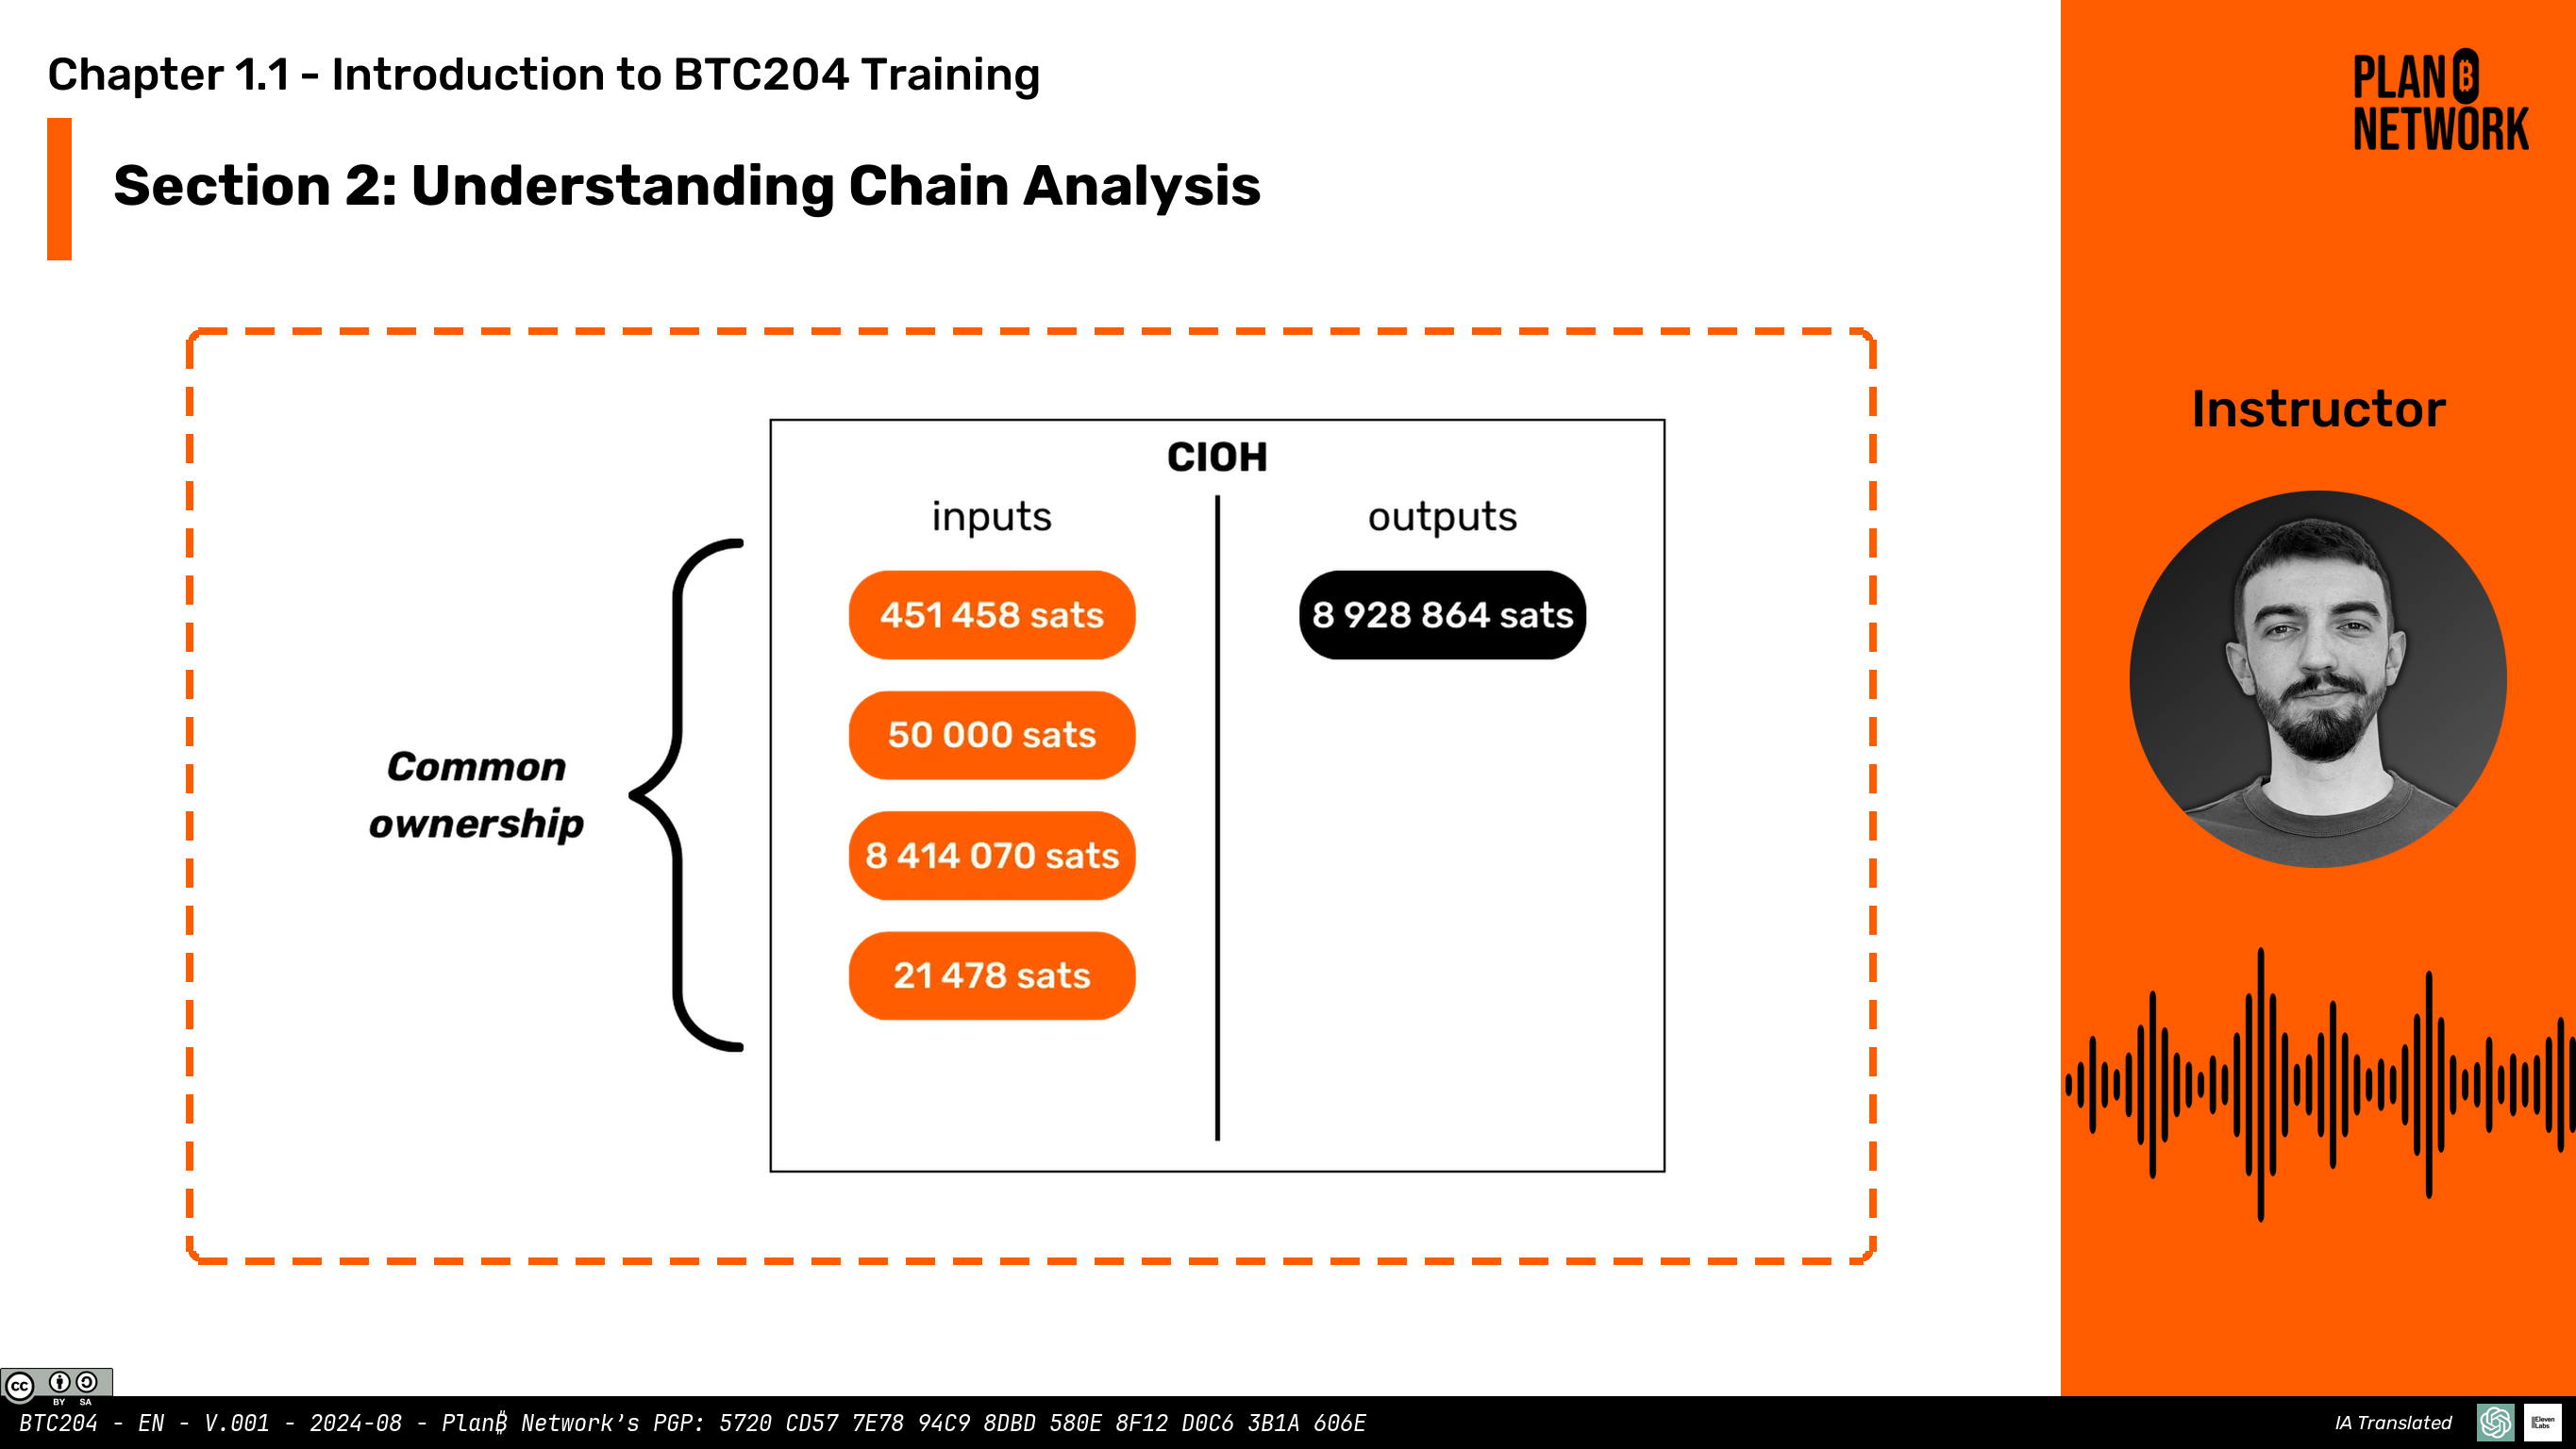 Chapter 1.1 - Introduction to BTC204 Training
Section 2: Understanding Chain Analysis
PLAN ₿
NETWORK
Instructor
CIOH
inputs
outputs
451 458 sats
8 928 864 sats
50 000 sats
8 414 070 sats
21 478 sats
Common
ownership
cc
BY SA
BTC204 - EN - V.001 - 2024-08 - Plan₿ Network’s PGP: 5720 CD57 7E78 94C9 8DBD 580E 8F12 D0C6 3B1A 606E
IA Translated
IIEleven
Labs